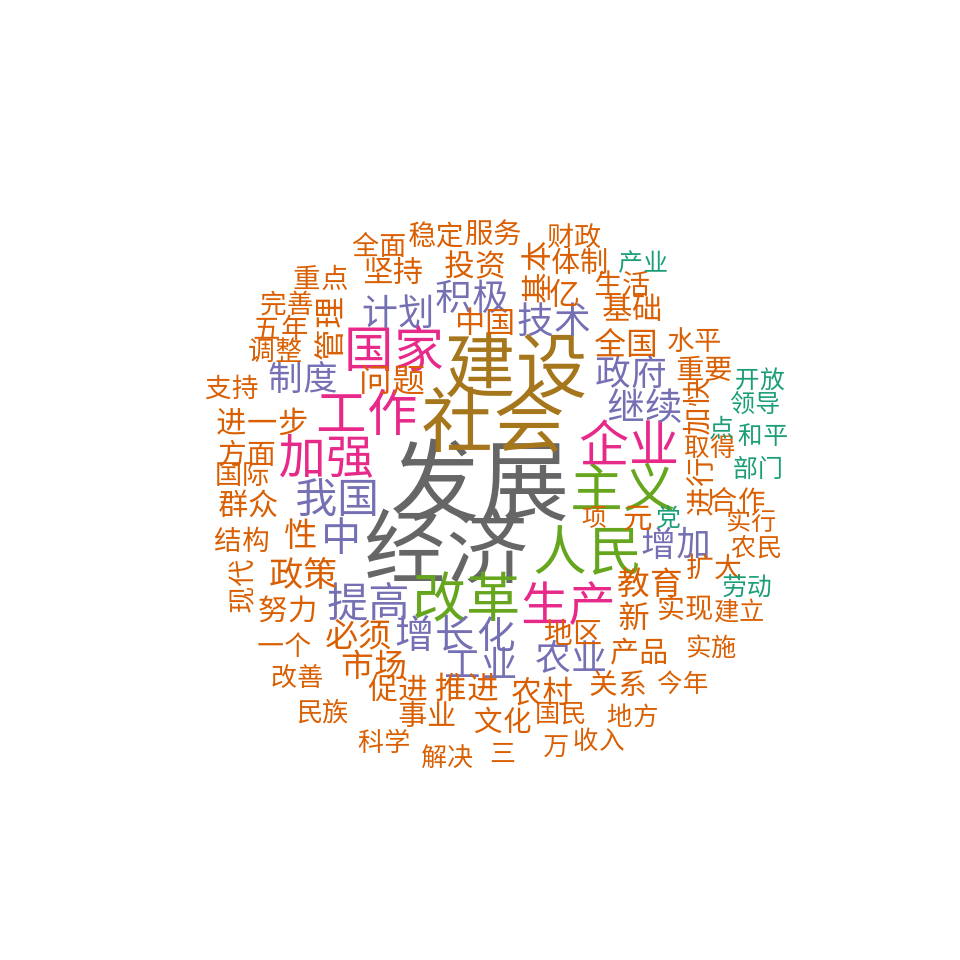 稳定 服务
全面 财政
坚持 投资 基本 体制 产业
重点 积极 亿 生活
完善 管理 计划 中国 技术 基础
五年 国家 建设 全国 水平
调整 制度 问题 政府 重要 开放
支持 工作 社会 继续 加快 领导
进一步 加强 企业 点 和平
方面 取得
国际 我国 发展 主义 进行 部门
群众 合作
结构 性 中 经济 项 元 党 实行
人民 增加 农民
现代 政策 教育 扩大 劳动
努力 提高 改革 生产 新 实现 建立
一个 必须 增长 化 地区 实施
改善 市场 工业 农业 产品
促进 推进 农村 关系 今年
民族 事业 文化 国民 地方
科学 解决 三 万 收入